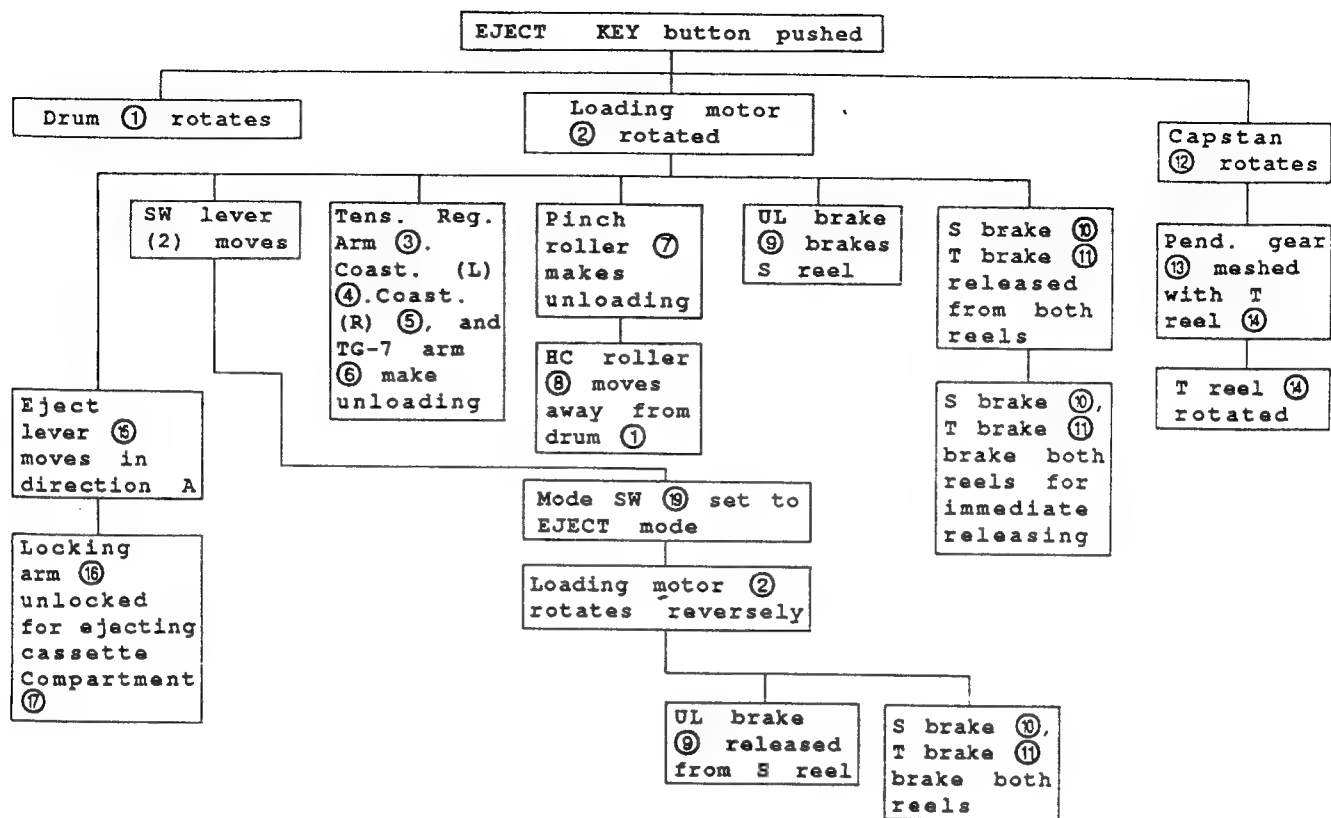 EJECT KEY button pushed
Drum ① rotates
Loading motor
② rotated
Capstan
⑫ rotates
SW lever
(2) moves
Tens. Reg.
Arm ③.
Coast. (L)
④.Coast.
(R) ⑤, and
TG-7 arm
⑥ make
unloading
Pinch
roller ⑦
makes
unloading
UL brake
⑨ brakes
S reel
S brake ⑩
T brake ⑪
released
from both
reels
Pend. gear
⑬ meshed
with T
reel ⑭
HC roller
⑧ moves
away from
drum ①
T reel ⑭
rotated
Eject
lever ⑮
moves in
direction A
S brake ⑩,
T brake ⑪
brake both
reels for
immediate
releasing
Mode SW ⑲ set to
EJECT mode
Locking
arm ⑯
unlocked
for ejecting
cassette
Compartment
⑰
Loading motor ②
rotates reversely
UL brake
⑨ released
from S reel
S brake ⑩,
T brake ⑪
brake both
reels